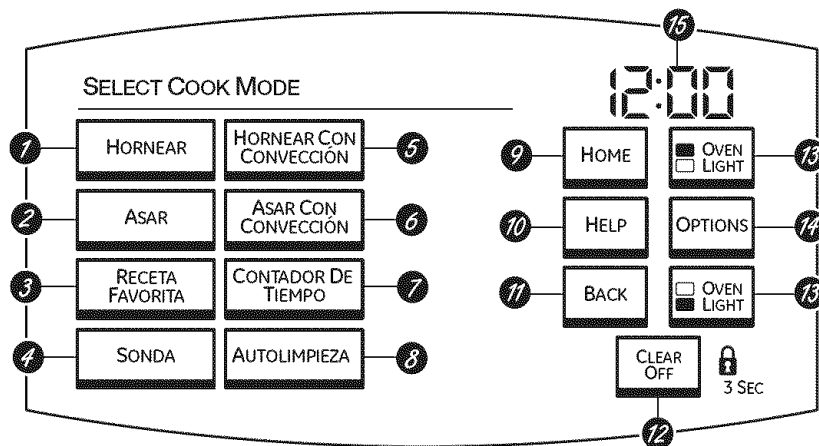 15
12:00
SELECT COOK MODE
1 HORNEAR
HORNEAR CON
CONVECCIÓN 5
9 HOME
OVEN
LIGHT 13
2 ASAR
ASAR CON
CONVECCIÓN 6
10 HELP
OPTIONS 14
3 RECETA
FAVORITA
CONTADOR DE
TIEMPO 7
11 BACK
OVEN
LIGHT 13
4 SONDA
AUTOLIMPIEZA 8
CLEAR
OFF
3 SEC
12